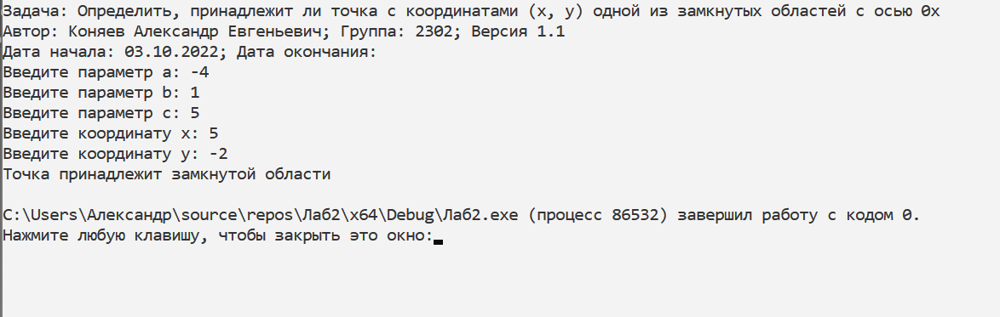 Задача: Определить, принадлежит ли точка с координатами (x, y) одной из замкнутых областей с осью 0x
Автор: Коняев Александр Евгеньевич; Группа: 2302; Версия 1.1
Дата начала: 03.10.2022; Дата окончания:
Введите параметр a: -4
Введите параметр b: 1
Введите параметр c: 5
Введите координату x: 5
Введите координату y: -2
Точка принадлежит замкнутой области
C:\Users\Александр\source\repos\Лаб2\x64\Debug\Лаб2.exe (процесс 86532) завершил работу с кодом 0.
Нажмите любую клавишу, чтобы закрыть это окно: